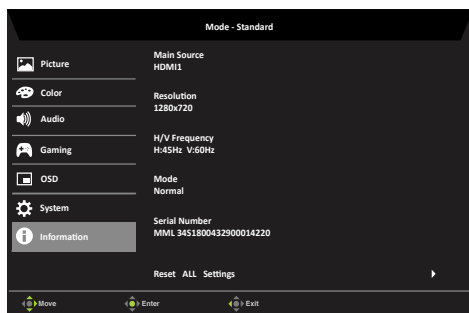 Mode - Standard
Picture
Color
Audio
Gaming
OSD
System
Information
Main Source
HDMI1
Resolution
1280x720
H/V Frequency
H:45Hz V:60Hz
Mode
Normal
Serial Number
MML 34S1800432900014220
Reset ALL Settings
Move
Enter
Exit